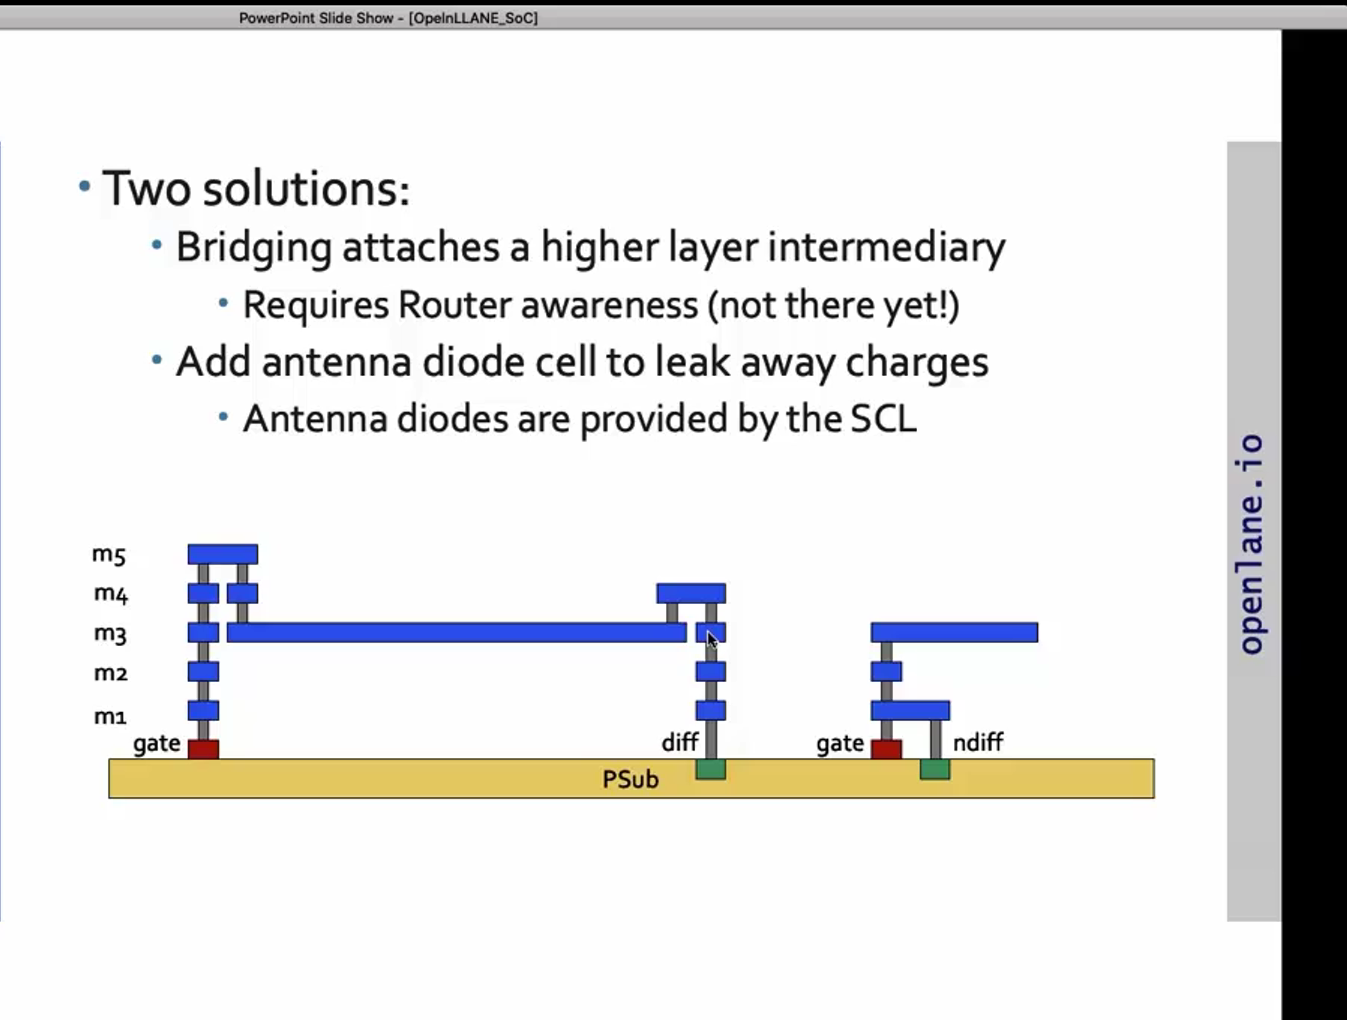 PowerPoint Slide Show - [OpeInLLANE_SoC]
• Two solutions:
• Bridging attaches a higher layer intermediary
• Requires Router awareness (not there yet!)
• Add antenna diode cell to leak away charges
• Antenna diodes are provided by the SCL
m5
m4
m3
m2
m1
gate
diff
gate
ndiff
PSub
openlane.io